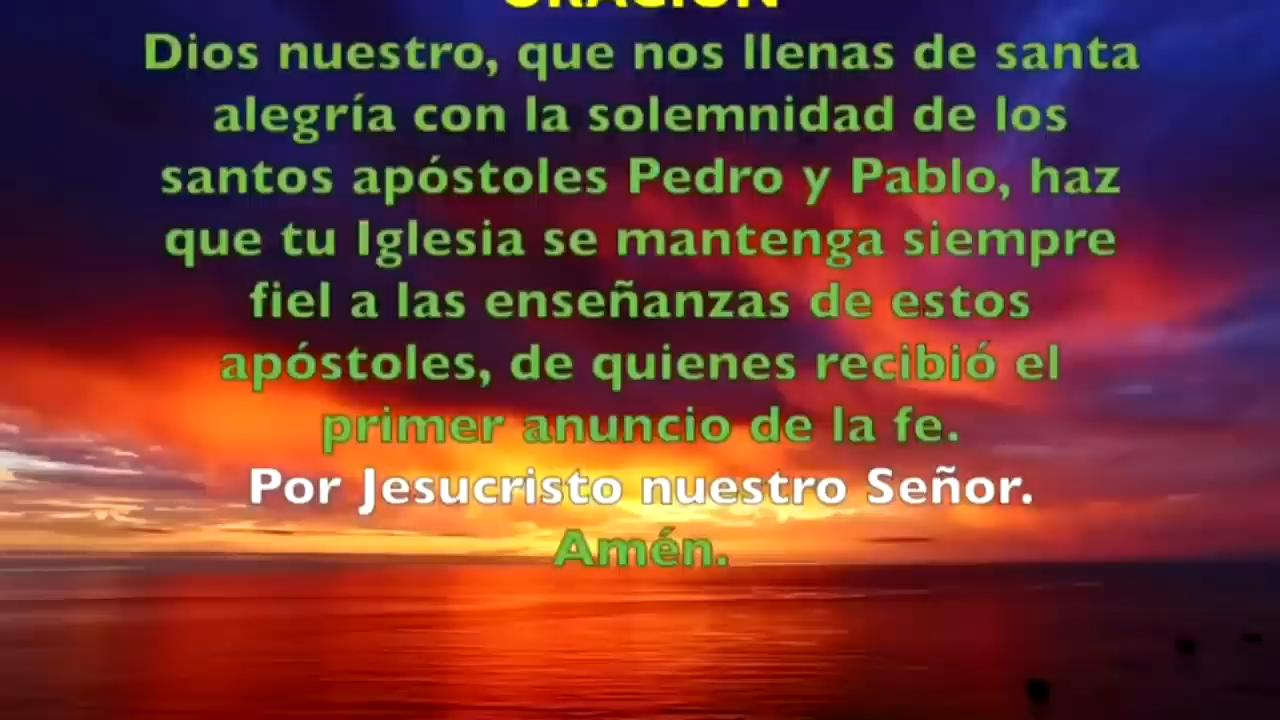 ORACIÓN
Dios nuestro, que nos llenas de santa
alegría con la solemnidad de los
santos apóstoles Pedro y Pablo, haz
que tu Iglesia se mantenga siempre
fiel a las enseñanzas de estos
apóstoles, de quienes recibió el
primer anuncio de la fe.
Por Jesucristo nuestro Señor.
Amén.